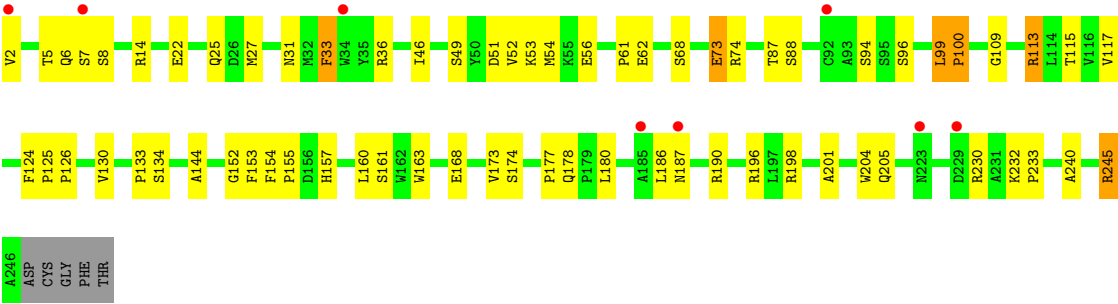 V2 T5 Q6 S7 S8 R14 E22 Q25 D26 M27 N31 M32 F33 W34 Y35 R36 I46 S49 Y50 D51 V52 K53 M54 K55 E56 P61 E62 S68 E73 R74 T87 S88 C92 A93 S94 S95 S96 L99 P100 G109 R113 L114 T115 V116 V117
F124 P125 P126 V130 P133 S134 A144 G152 F153 F154 P155 D156 H157 L160 S161 W162 W163 E168 V173 S174 P177 Q178 P179 L180 A185 L186 N187 R190 R196 L197 R198 A201 W204 Q205 N223 D229 R230 A231 K232 P233 A240 R245
A246 ASP CYS GLY PHE THR